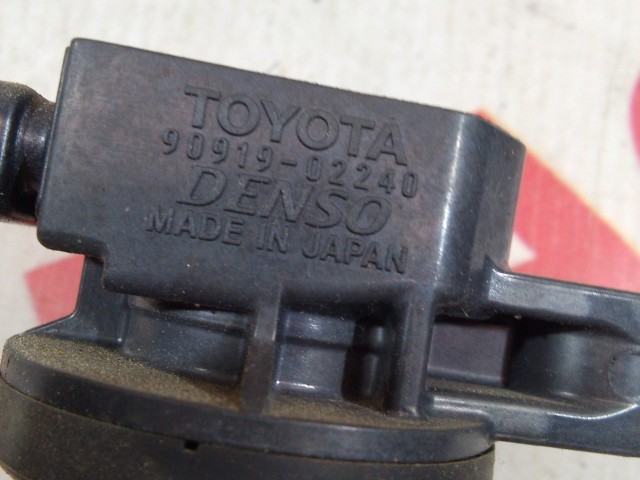 TOYOTA
90919-02240
DENSO
MADE IN JAPAN